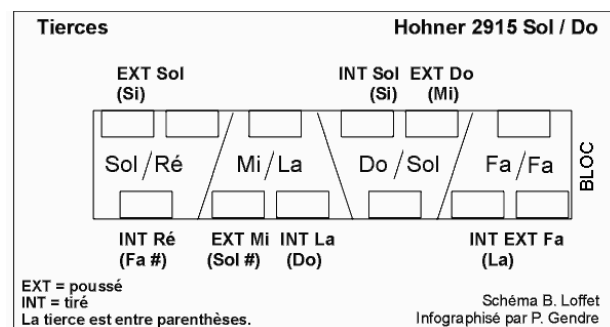 Tierces
Hohner 2915 Sol / Do
EXT Sol
(Si)
INT Sol
(Si)
EXT Do
(Mi)
Sol / Ré
Mi / La
Do / Sol
Fa / Fa
BLOC
INT Ré
(Fa #)
EXT Mi
(Sol #)
INT La
(Do)
INT EXT Fa
(La)
EXT = poussé
INT = tiré
La tierce est entre parenthèses.
Schéma B. Loffet
Infographisé par P. Gendre